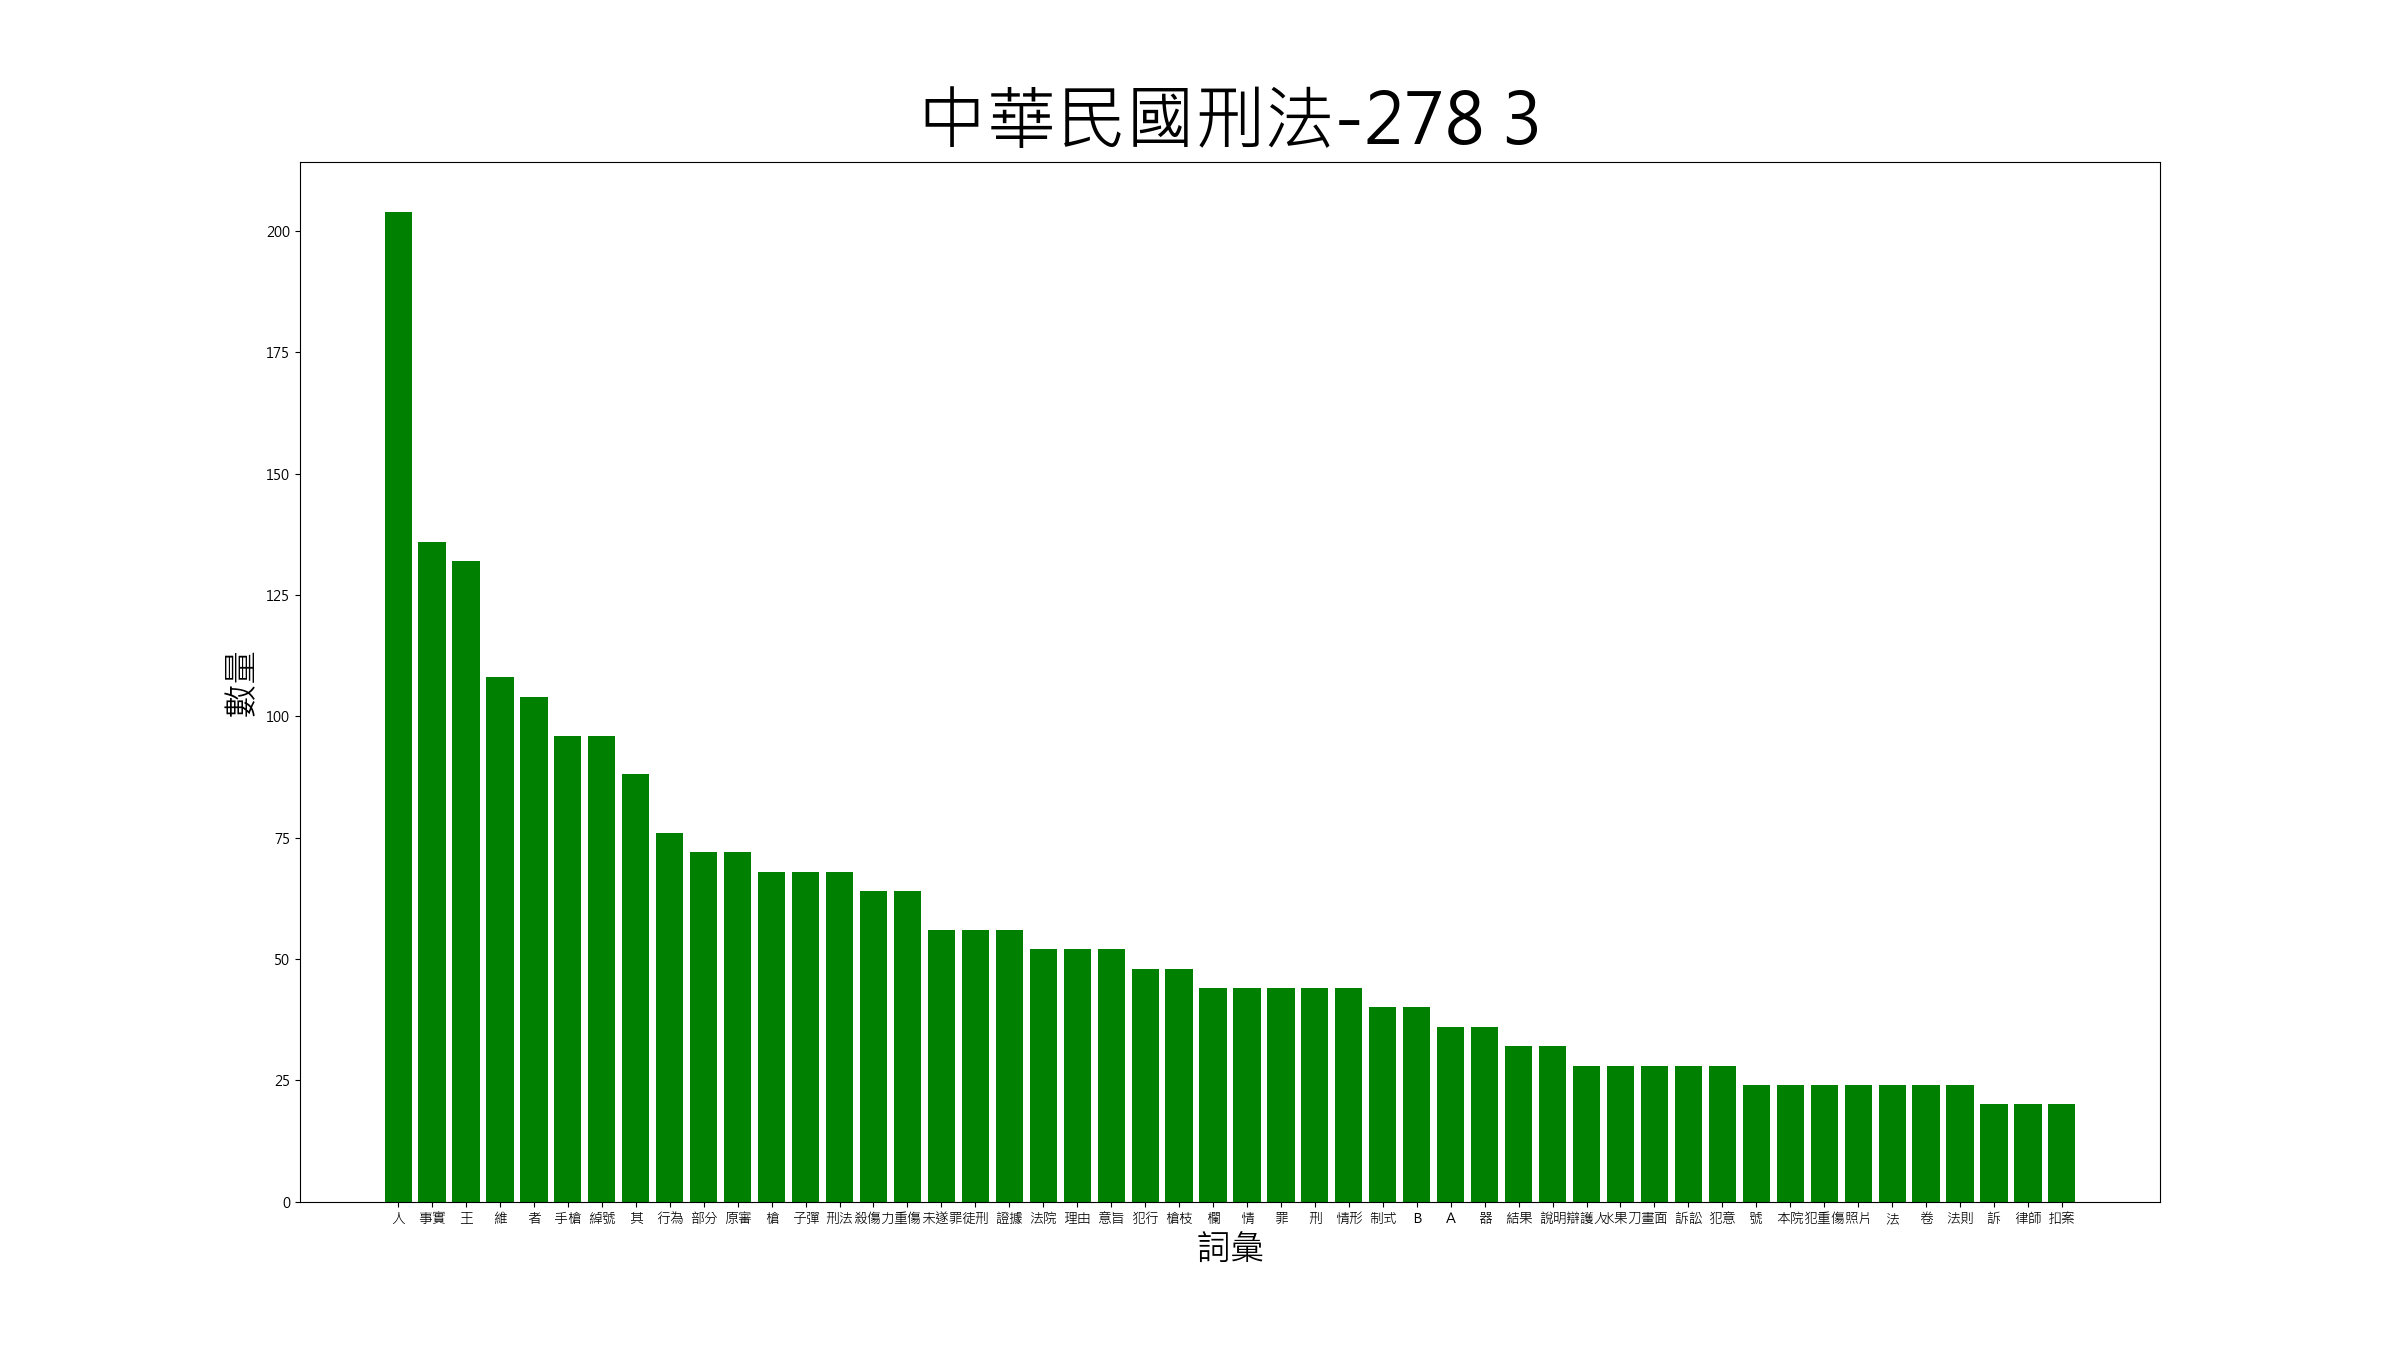 中華民國刑法-278 3
數量
200
175
150
125
100
75
50
25
0
人 事實 王 維 者 手槍 綽號 其 行為 部分 原審 槍 子彈 刑法 殺傷力 重傷 未遂罪 徒刑 證據 法院 理由 意旨 犯行 槍枝 欄 情 罪 刑 情形 制式 B A 器 結果 說明 辯護人 水果刀 畫面 訴訟 犯意 號 本院 犯重傷 照片 法 卷 法則 訴 律師 扣案
詞彙